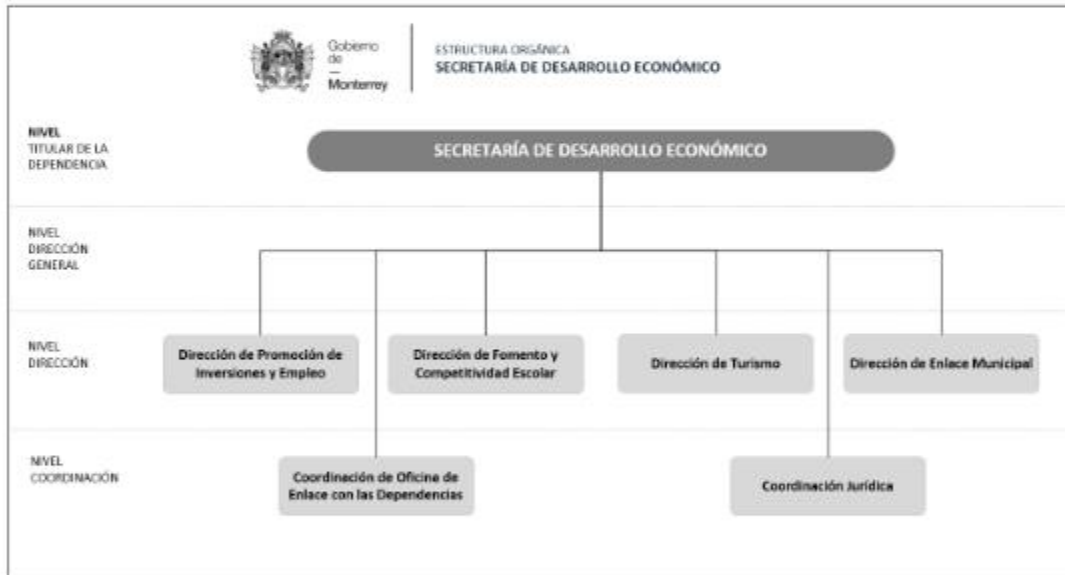 Gobierno
de
—
Monterrey
ESTRUCTURA ORGÁNICA
SECRETARÍA DE DESARROLLO ECONÓMICO
NIVEL
TITULAR DE LA
DEPENDENCIA
SECRETARÍA DE DESARROLLO ECONÓMICO
NIVEL
DIRECCIÓN
GENERAL
NIVEL
DIRECCIÓN
Dirección de Promoción de
Inversiones y Empleo
Dirección de Fomento y
Competitividad Escolar
Dirección de Turismo
Dirección de Enlace Municipal
NIVEL
COORDINACIÓN
Coordinación de Oficina de
Enlace con las Dependencias
Coordinación Jurídica